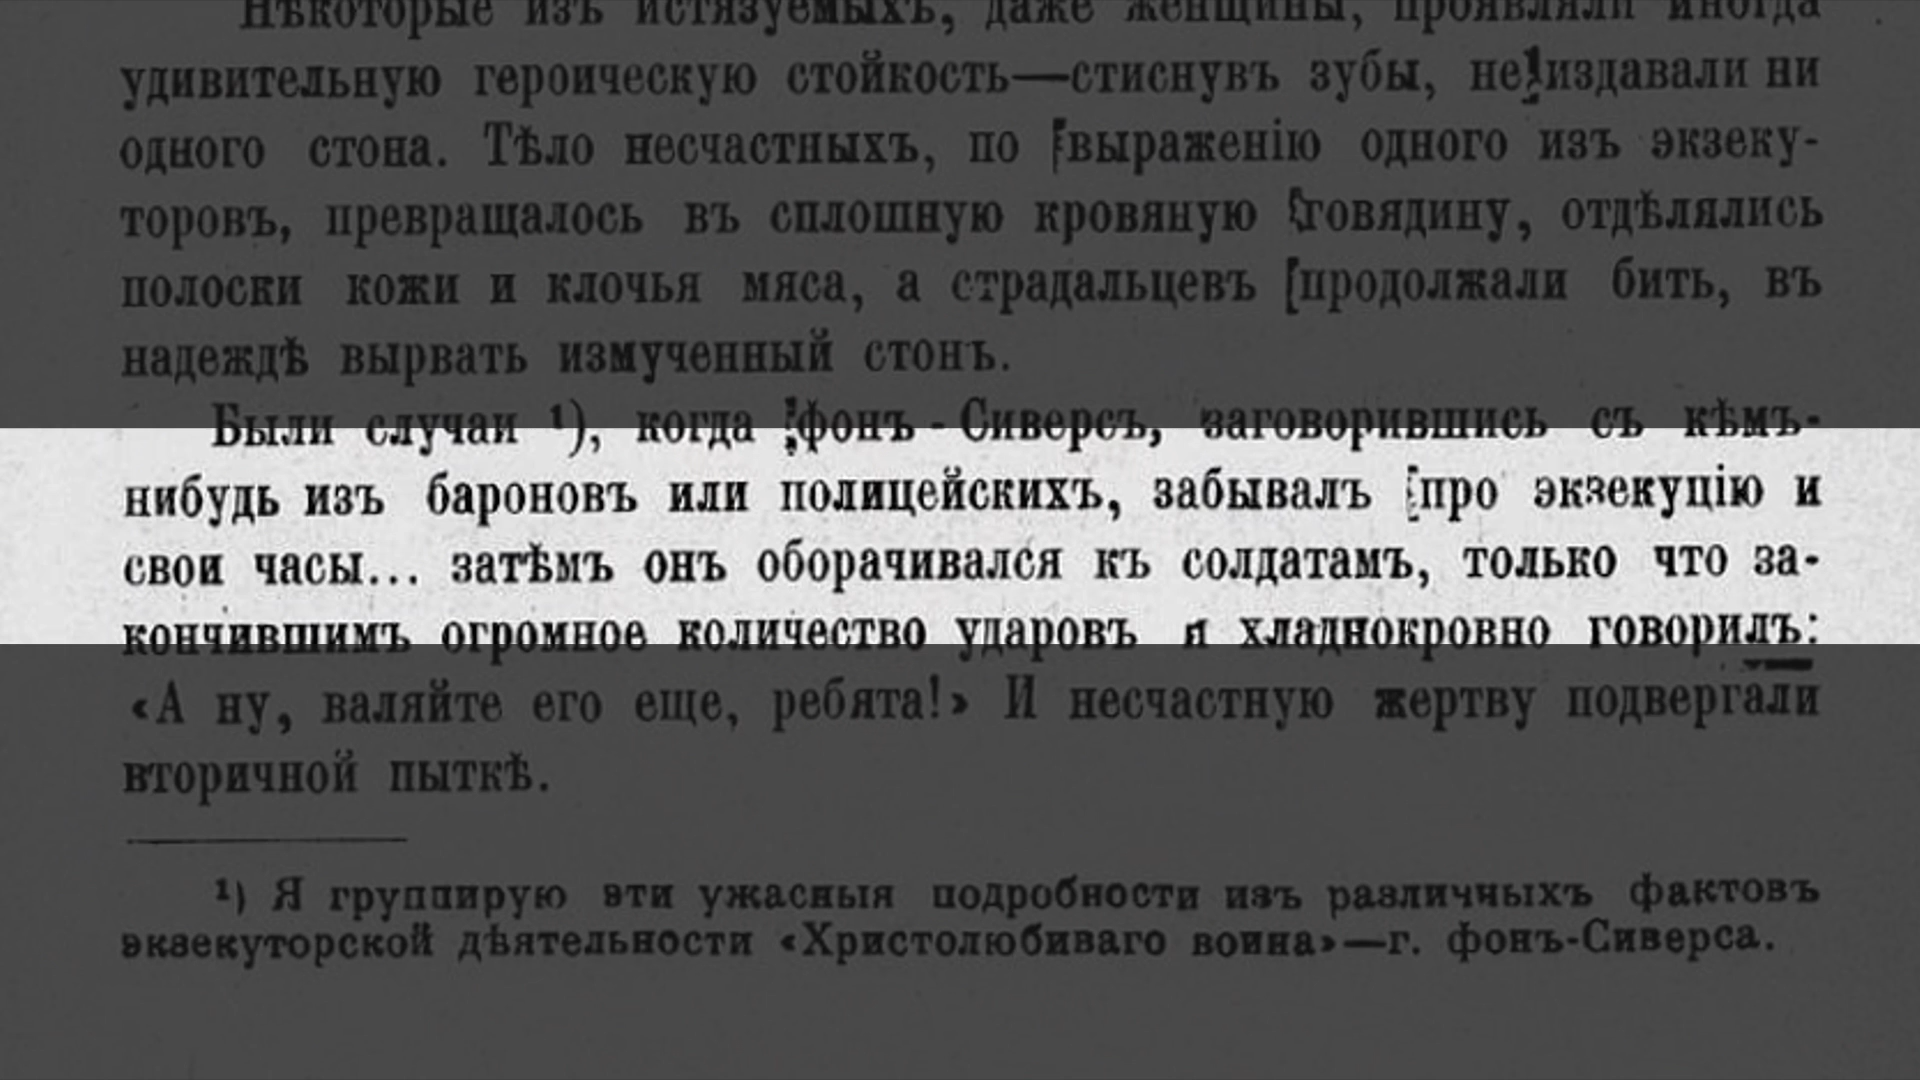 Нѣкоторые изъ истязуемыхъ, даже женщины, проявляли иногда
удивительную героическую стойкость—стиснувъ зубы, не издавали ни
одного стона. Тѣло несчастныхъ, по выраженію одного изъ экзеку-
торовъ, превращалось въ сплошную кровяную говядину, отдѣлялись
полоски кожи и клочья мяса, а страдальцевъ продолжали бить, въ
надеждѣ вырвать измученный стонъ.
Были случаи ¹), когда фонъ-Сиверсъ, заговорившись съ кѣмъ-
нибудь изъ бароновъ или полицейскихъ, забывалъ про экзекуцію и
свои часы... затѣмъ онъ оборачивался къ солдатамъ, только что за-
кончившимъ огромное количество ударовъ и хладнокровно говорилъ:
«А ну, валяйте его еще, ребята!» И несчастную жертву подвергали
вторичной пыткѣ.
¹) Я группирую эти ужасныя подробности изъ различныхъ фактовъ
экзекуторской дѣятельности «Христолюбиваго воина»—г. фонъ-Сиверса.